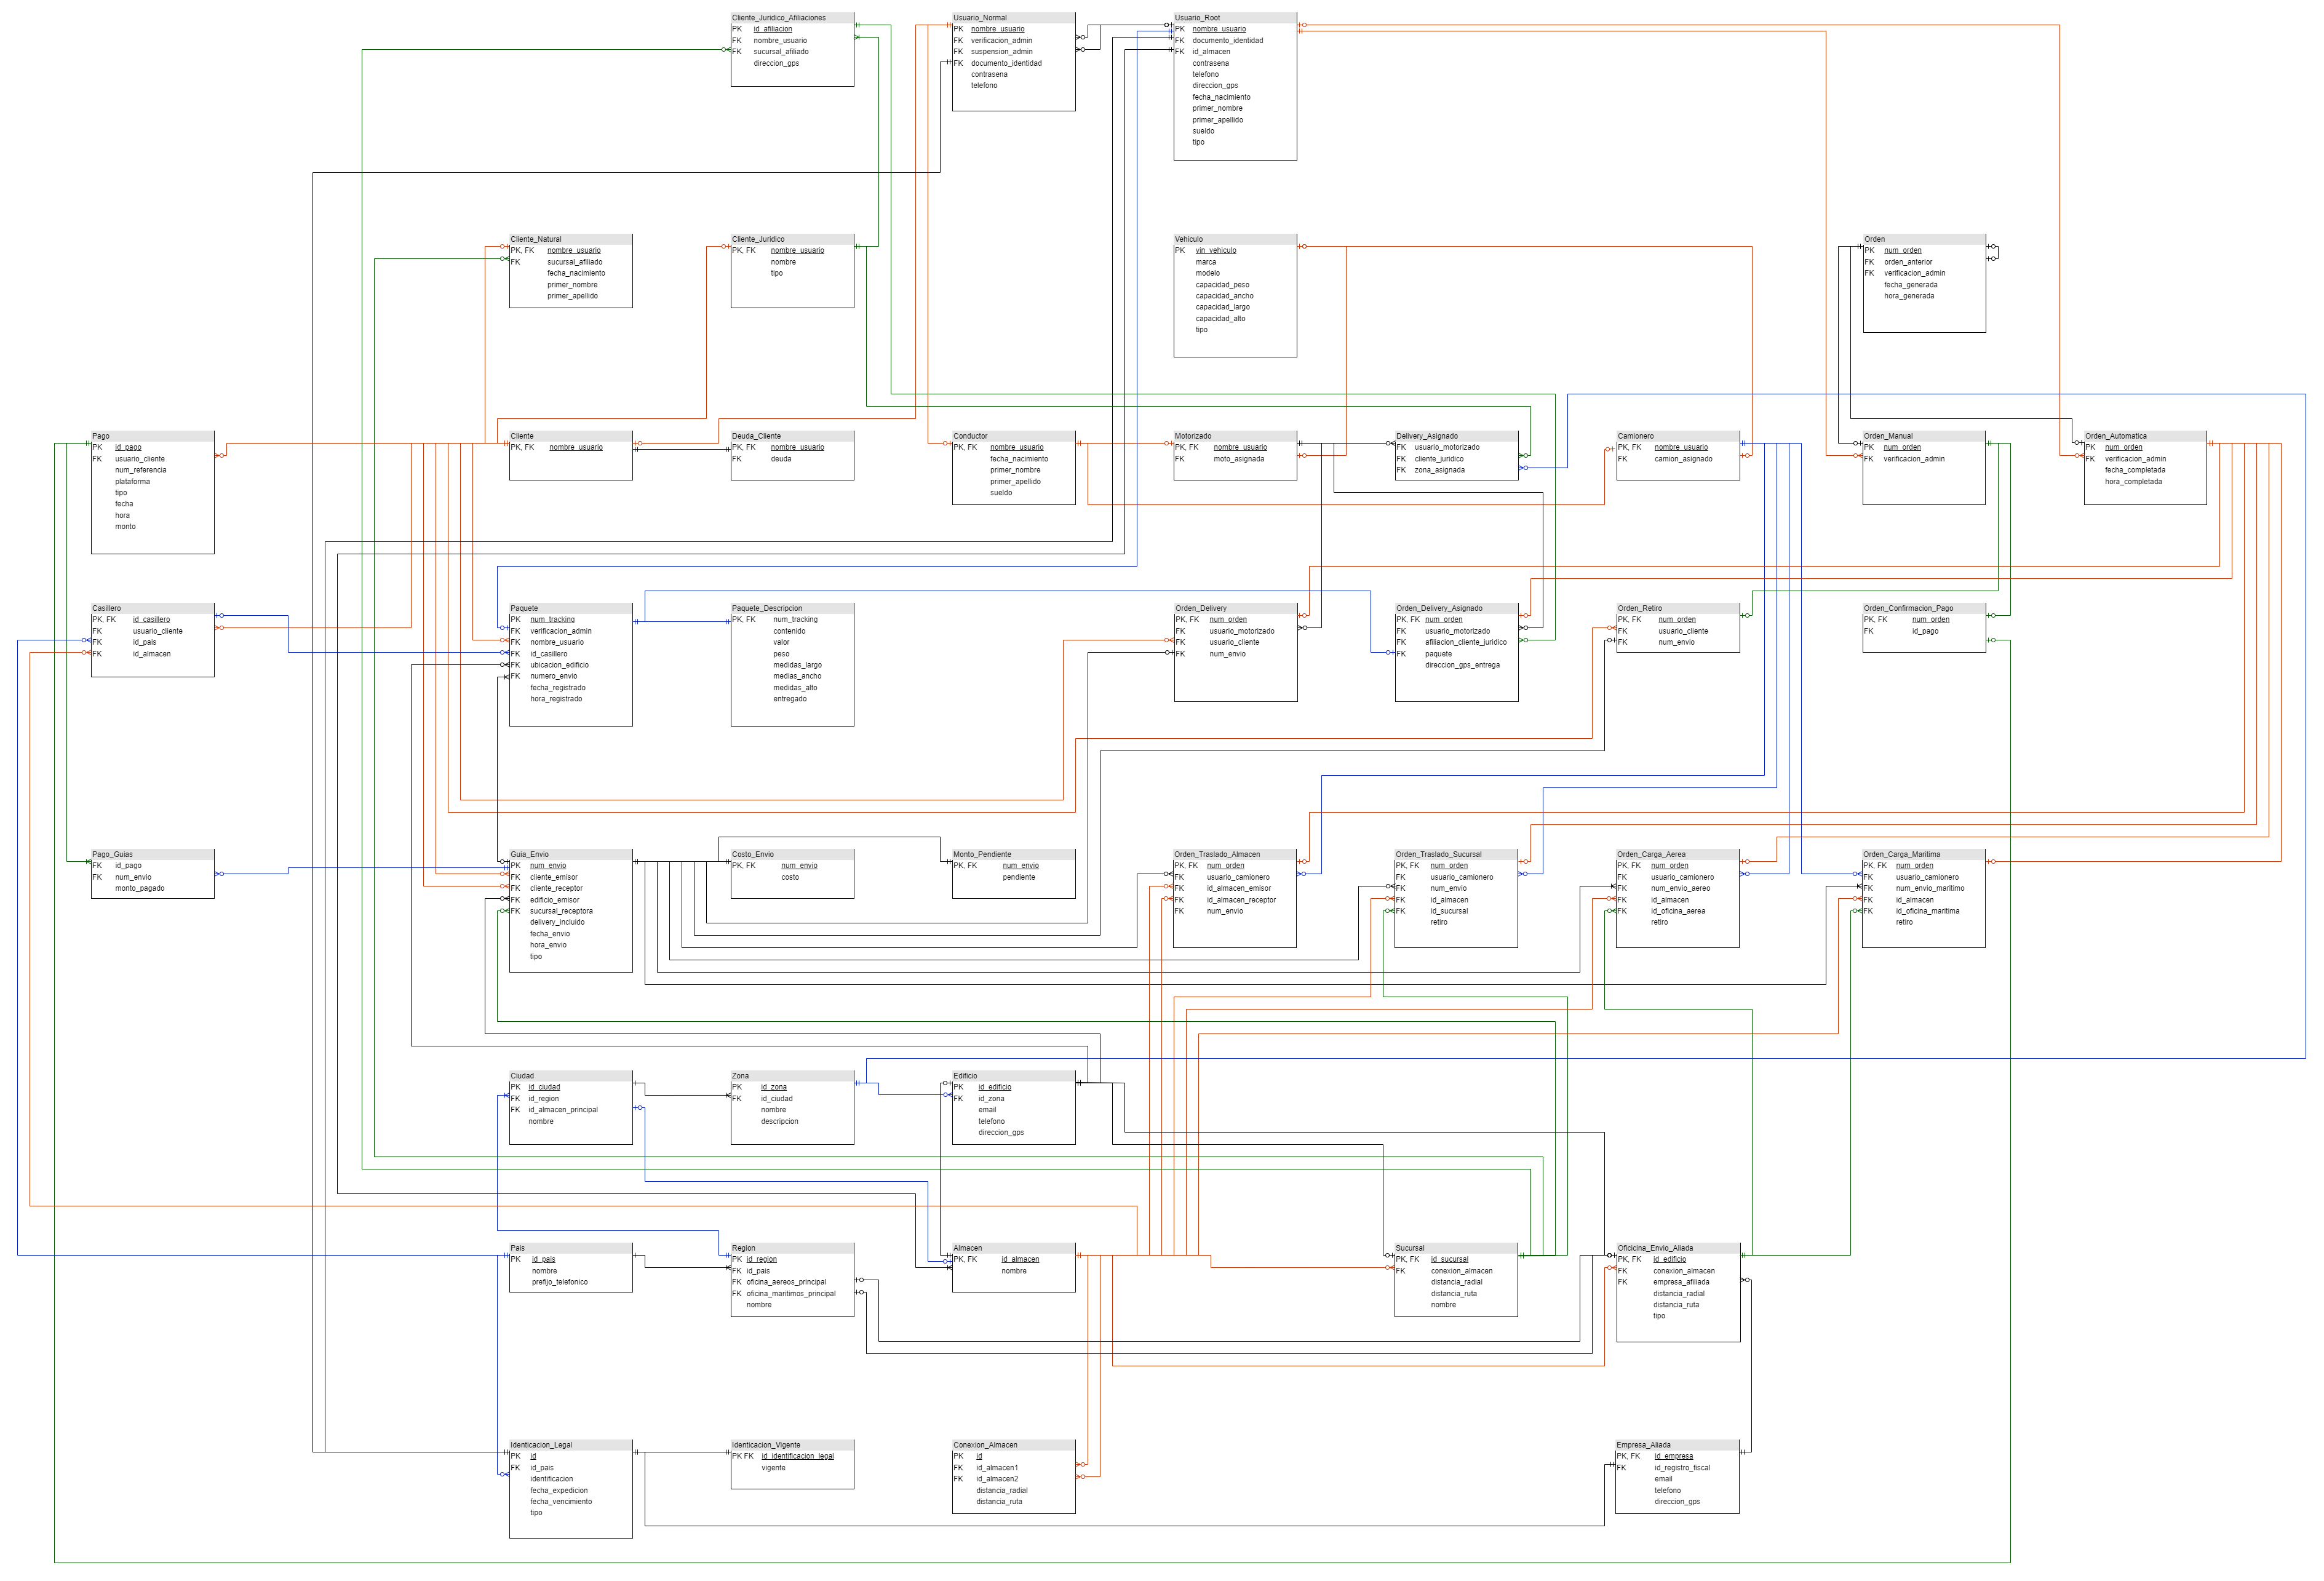 Cliente_Juridico_Afiliaciones
PK id_afiliacion
FK nombre_usuario
FK sucursal_afiliado
direccion_gps
Usuario_Normal
PK nombre_usuario
FK verificacion_admin
FK suspension_admin
FK documento_identidad
contrasena
telefono
Usuario_Root
PK nombre_usuario
FK documento_identidad
FK id_almacen
contrasena
telefono
direccion_gps
fecha_nacimiento
primer_nombre
primer_apellido
sueldo
tipo
Cliente_Natural
PK, FK nombre_usuario
FK sucursal_afiliado
fecha_nacimiento
primer_nombre
primer_apellido
Cliente_Juridico
PK, FK nombre_usuario
nombre
tipo
Vehiculo
PK vin_vehiculo
marca
modelo
capacidad_peso
capacidad_ancho
capacidad_largo
capacidad_alto
tipo
Orden
PK num_orden
FK orden_anterior
FK verificacion_admin
fecha_generada
hora_generada
Pago
PK id_pago
FK usuario_cliente
num_referencia
plataforma
tipo
fecha
hora
monto
Cliente
PK, FK nombre_usuario
Deuda_Cliente
PK, FK nombre_usuario
FK deuda
Conductor
PK, FK nombre_usuario
fecha_nacimiento
primer_nombre
primer_apellido
sueldo
Motorizado
PK, FK nombre_usuario
FK moto_asignada
Delivery_Asignado
FK usuario_motorizado
FK cliente_juridico
FK zona_asignada
Camionero
PK, FK nombre_usuario
FK camion_asignado
Orden_Manual
PK, FK num_orden
FK verificacion_admin
Orden_Automatica
PK, FK num_orden
FK verificacion_admin
fecha_completada
hora_completada
Casillero
PK, FK id_casillero
FK usuario_cliente
FK id_pais
FK id_almacen
Paquete
PK num_tracking
FK verificacion_admin
FK nombre_usuario
FK id_casillero
FK ubicacion_edificio
FK numero_envio
fecha_registrado
hora_registrado
Paquete_Descripcion
PK, FK num_tracking
contenido
valor
peso
medidas_largo
medias_ancho
medidas_alto
entregado
Orden_Delivery
PK, FK num_orden
FK usuario_motorizado
FK usuario_cliente
FK num_envio
Orden_Delivery_Asignado
PK, FK num_orden
FK usuario_motorizado
FK afiliacion_cliente_juridico
FK paquete
direccion_gps_entrega
Orden_Retiro
PK, FK num_orden
FK usuario_cliente
FK num_envio
Orden_Confirmacion_Pago
PK, FK num_orden
FK id_pago
Pago_Guias
FK id_pago
FK num_envio
monto_pagado
Guia_Envio
PK num_envio
FK cliente_emisor
FK cliente_receptor
FK edificio_emisor
FK sucursal_receptora
delivery_incluido
fecha_envio
hora_envio
tipo
Costo_Envio
PK, FK num_envio
costo
Monto_Pendiente
PK, FK num_envio
pendiente
Orden_Traslado_Almacen
PK, FK num_orden
FK usuario_camionero
FK id_almacen_emisor
FK id_almacen_receptor
FK num_envio
Orden_Traslado_Sucursal
PK, FK num_orden
FK usuario_camionero
FK num_envio
FK id_almacen
FK id_sucursal
retiro
Orden_Carga_Aerea
PK, FK num_orden
FK usuario_camionero
FK num_envio_aereo
FK id_almacen
FK id_oficina_aerea
retiro
Orden_Carga_Maritima
PK, FK num_orden
FK usuario_camionero
FK num_envio_maritimo
FK id_almacen
FK id_oficina_maritima
retiro
Ciudad
PK id_ciudad
FK id_region
FK id_almacen_principal
nombre
Zona
PK id_zona
FK id_ciudad
nombre
descripcion
Edificio
PK id_edificio
FK id_zona
email
telefono
direccion_gps
Pais
PK id_pais
nombre
prefijo_telefonico
Region
PK id_region
FK id_pais
FK oficina_aereos_principal
FK oficina_maritimos_principal
nombre
Almacen
PK, FK id_almacen
nombre
Sucursal
PK, FK id_sucursal
FK conexion_almacen
distancia_radial
distancia_ruta
nombre
Oficicina_Envio_Aliada
PK, FK id_edificio
FK conexion_almacen
FK empresa_afiliada
distancia_radial
distancia_ruta
tipo
Identicacion_Legal
PK id
FK id_pais
identificacion
fecha_expedicion
fecha_vencimiento
tipo
Identicacion_Vigente
PK FK id_identificacion_legal
vigente
Conexion_Almacen
PK id
FK id_almacen1
FK id_almacen2
distancia_radial
distancia_ruta
Empresa_Aliada
PK, FK id_empresa
FK id_registro_fiscal
email
telefono
direccion_gps